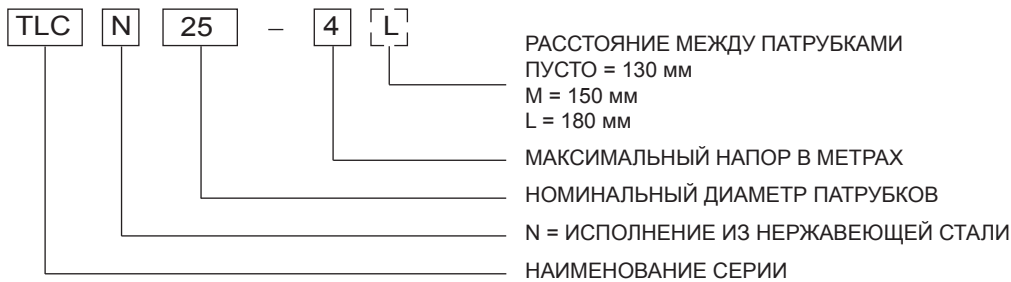 TLC N 25 – 4 L
РАССТОЯНИЕ МЕЖДУ ПАТРУБКАМИ
ПУСТО = 130 мм
М = 150 мм
L = 180 мм
МАКСИМАЛЬНЫЙ НАПОР В МЕТРАХ
НОМИНАЛЬНЫЙ ДИАМЕТР ПАТРУБКОВ
N = ИСПОЛНЕНИЕ ИЗ НЕРЖАВЕЮЩЕЙ СТАЛИ
НАИМЕНОВАНИЕ СЕРИИ